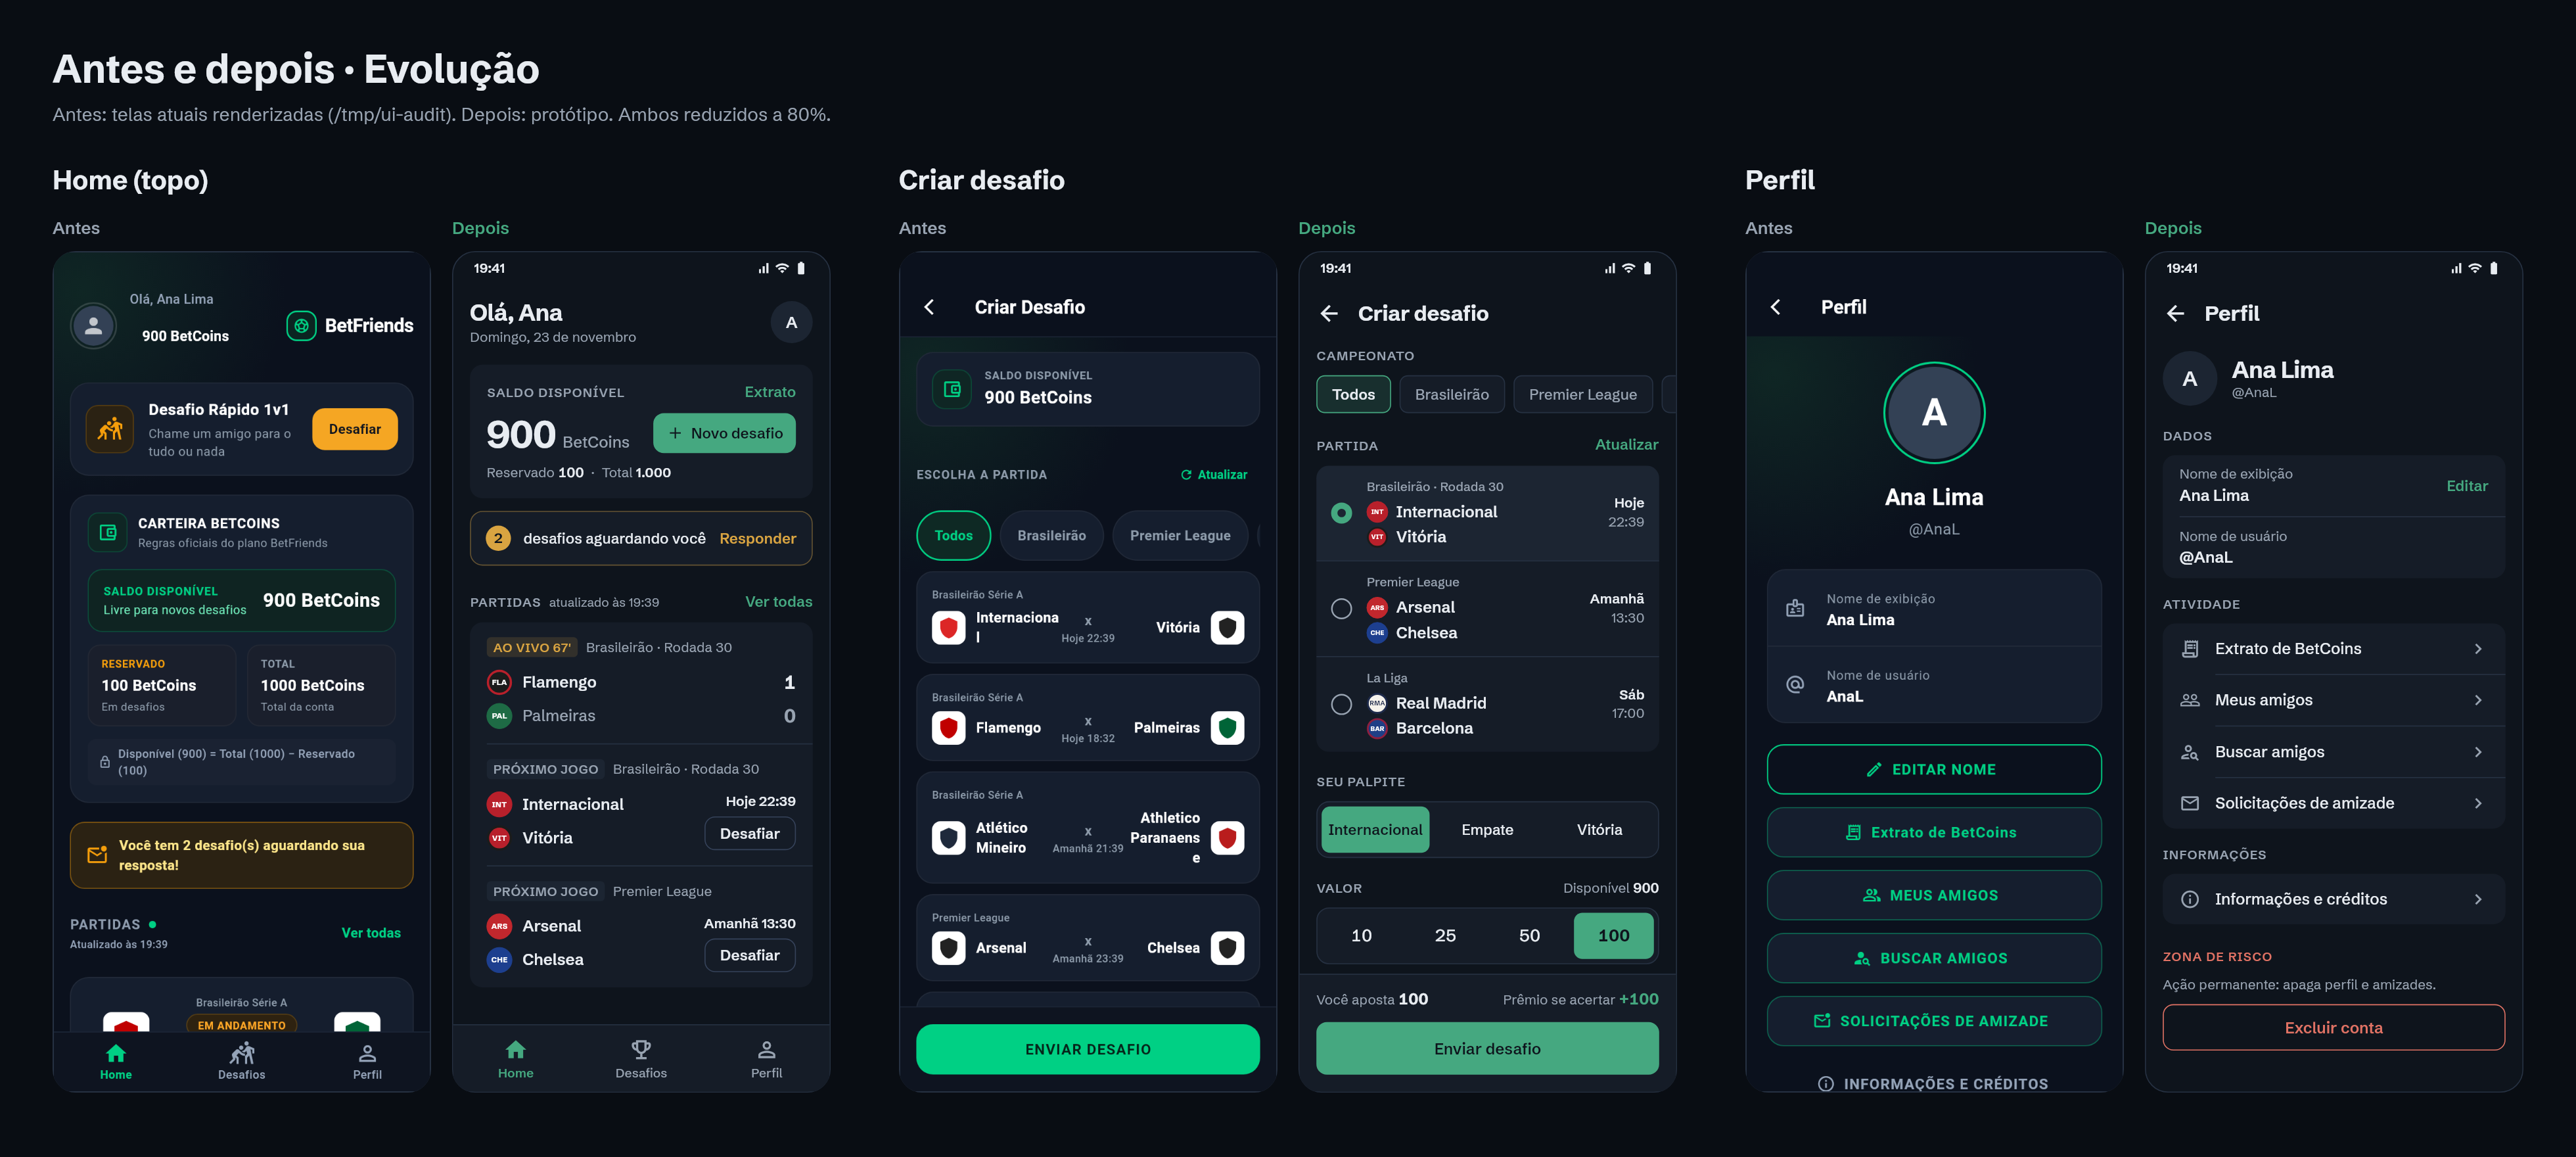 Antes e depois · Evolução
Antes: telas atuais renderizadas (/tmp/ui-audit). Depois: protótipo. Ambos reduzidos a 80%.
Home (topo)
Antes
Olá, Ana Lima
900 BetCoins
BetFriends
Desafio Rápido 1v1
Chame um amigo para o
tudo ou nada
Desafiar
CARTEIRA BETCOINS
Regras oficiais do plano BetFriends
SALDO DISPONÍVEL
Livre para novos desafios
900 BetCoins
RESERVADO
100 BetCoins
Em desafios
TOTAL
1000 BetCoins
Total da conta
Disponível (900) = Total (1000) − Reservado
(100)
Você tem 2 desafio(s) aguardando sua
resposta!
PARTIDAS
Atualizado às 19:39
Ver todas
Brasileirão Série A
EM ANDAMENTO
Home
Desafios
Perfil
Depois
19:41
Olá, Ana
Domingo, 23 de novembro
A
SALDO DISPONÍVEL
Extrato
900 BetCoins
+ Novo desafio
Reservado 100 · Total 1.000
2 desafios aguardando você
Responder
PARTIDAS atualizado às 19:39
Ver todas
AO VIVO 67' Brasileirão · Rodada 30
FLA Flamengo 1
PAL Palmeiras 0
PRÓXIMO JOGO Brasileirão · Rodada 30
INT Internacional
Hoje 22:39
VIT Vitória
Desafiar
PRÓXIMO JOGO Premier League
ARS Arsenal
Amanhã 13:30
CHE Chelsea
Desafiar
Home
Desafios
Perfil
Criar desafio
Antes
Criar Desafio
SALDO DISPONÍVEL
900 BetCoins
ESCOLHA A PARTIDA
Atualizar
Todos
Brasileirão
Premier League
Brasileirão Série A
Internaciona
l
x
Hoje 22:39
Vitória
Brasileirão Série A
Flamengo
x
Hoje 18:32
Palmeiras
Brasileirão Série A
Atlético
Mineiro
x
Amanhã 21:39
Athletico
Paranaens
e
Premier League
Arsenal
x
Amanhã 23:39
Chelsea
ENVIAR DESAFIO
Depois
19:41
Criar desafio
CAMPEONATO
Todos
Brasileirão
Premier League
PARTIDA
Atualizar
Brasileirão · Rodada 30
INT Internacional
VIT Vitória
Hoje
22:39
Premier League
ARS Arsenal
CHE Chelsea
Amanhã
13:30
La Liga
RMA Real Madrid
BAR Barcelona
Sáb
17:00
SEU PALPITE
Internacional
Empate
Vitória
VALOR
Disponível 900
10
25
50
100
Você aposta 100
Prêmio se acertar +100
Enviar desafio
Perfil
Antes
Perfil
A
Ana Lima
@AnaL
Nome de exibição
Ana Lima
Nome de usuário
AnaL
EDITAR NOME
Extrato de BetCoins
MEUS AMIGOS
BUSCAR AMIGOS
SOLICITAÇÕES DE AMIZADE
INFORMAÇÕES E CRÉDITOS
Depois
19:41
Perfil
A
Ana Lima
@AnaL
DADOS
Nome de exibição
Ana Lima
Editar
Nome de usuário
@AnaL
ATIVIDADE
Extrato de BetCoins
Meus amigos
Buscar amigos
Solicitações de amizade
INFORMAÇÕES
Informações e créditos
ZONA DE RISCO
Ação permanente: apaga perfil e amizades.
Excluir conta